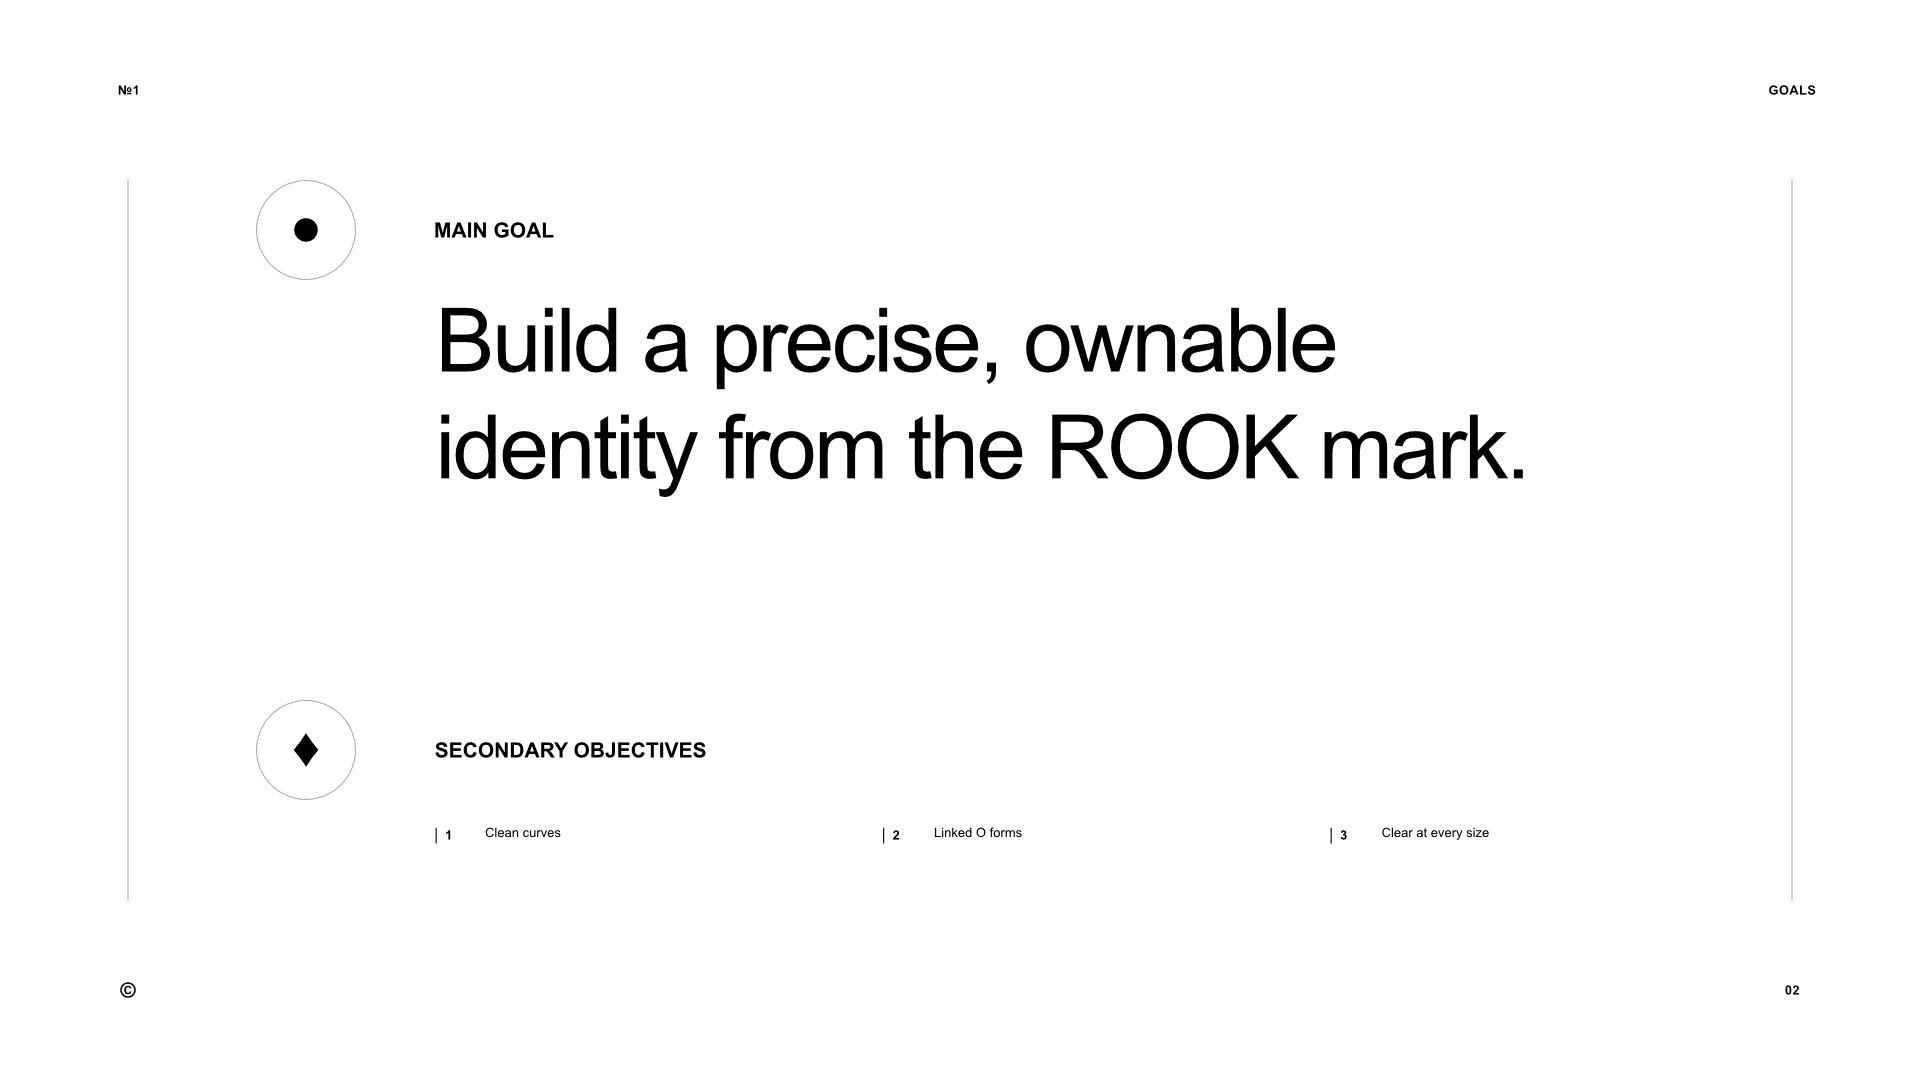 №1
GOALS
MAIN GOAL
Build a precise, ownable
identity from the ROOK mark.
SECONDARY OBJECTIVES
1 Clean curves
2 Linked O forms
3 Clear at every size
©
02